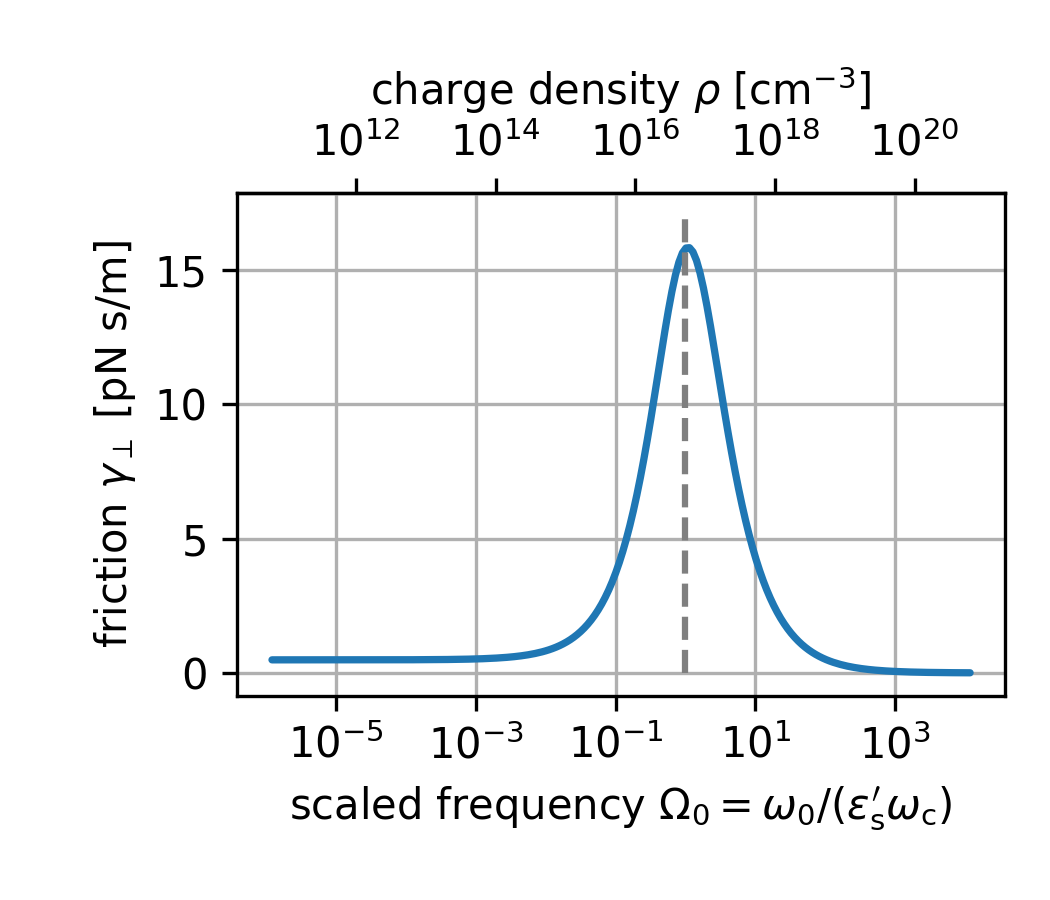 charge density ρ [cm⁻³]
10¹² 10¹⁴ 10¹⁶ 10¹⁸ 10²⁰
friction γ⊥ [pN s/m]
15
10
5
0
10⁻⁵ 10⁻³ 10⁻¹ 10¹ 10³
scaled frequency Ω₀ = ω₀/(ε′ₛω_c)